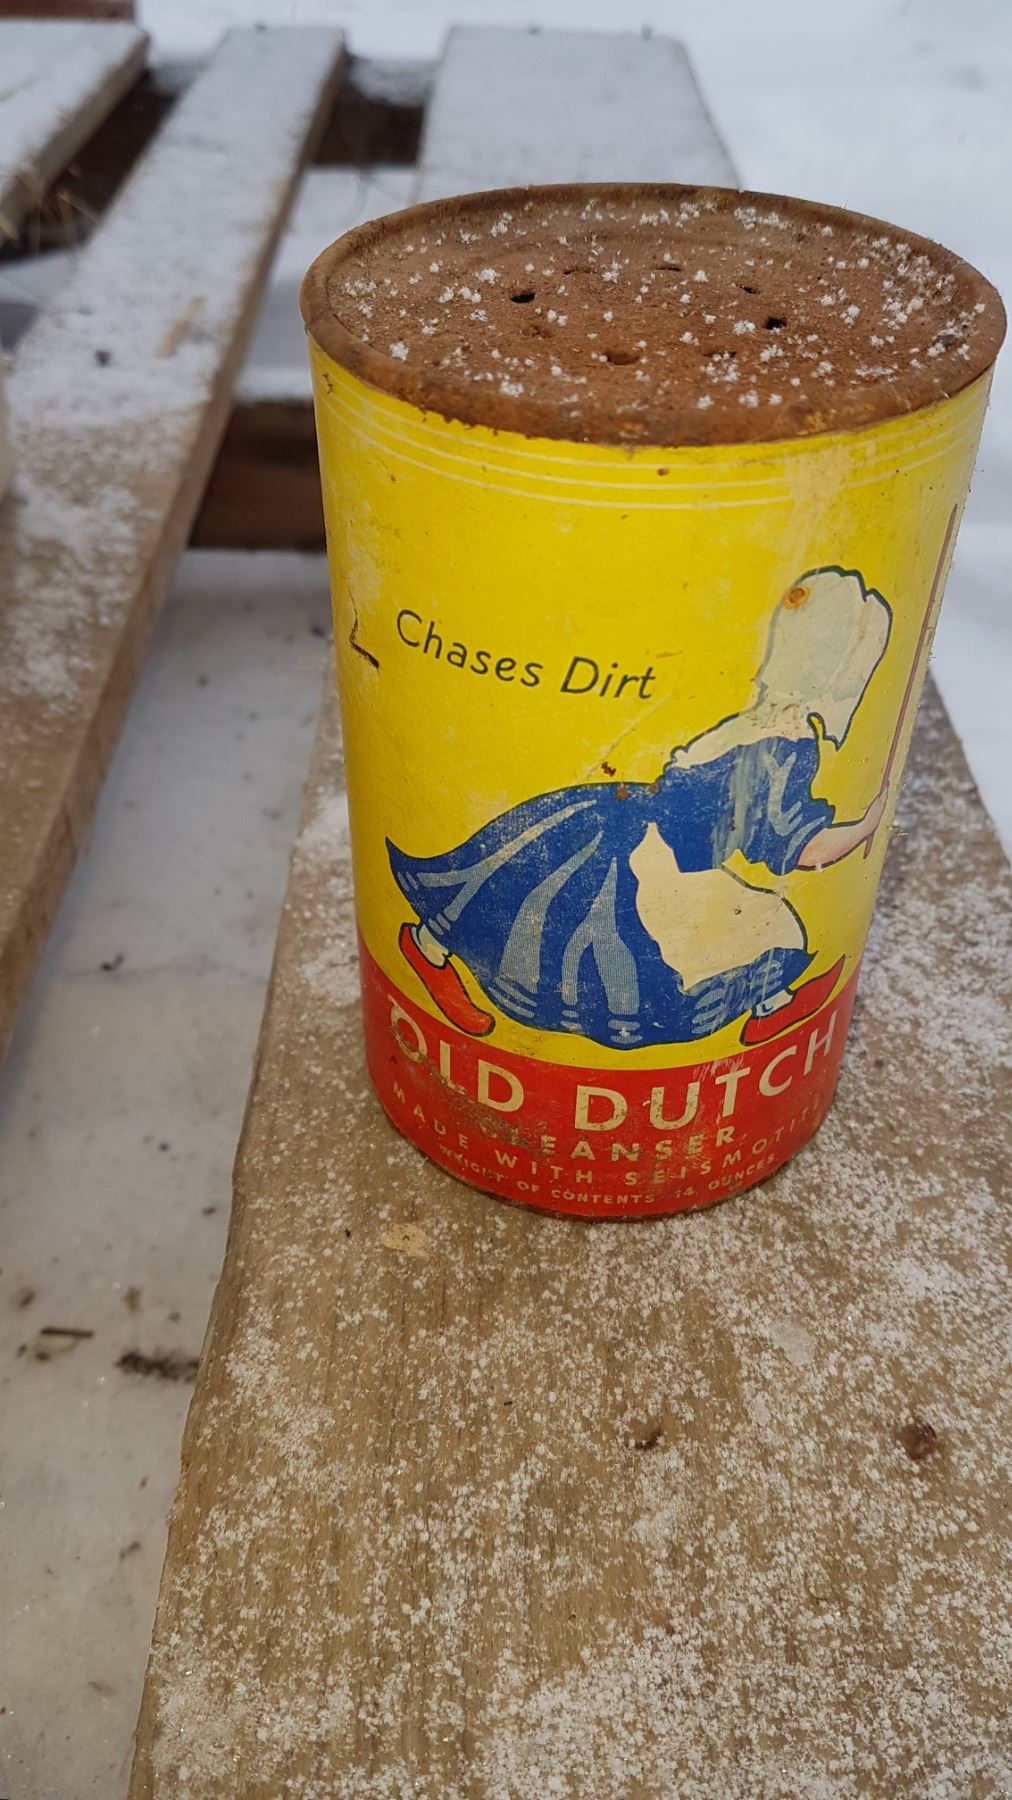 Chases Dirt
OLD DUTCH
CLEANSER
MADE WITH SEISMOTITE
WEIGHT OF CONTENTS 14 OUNCES